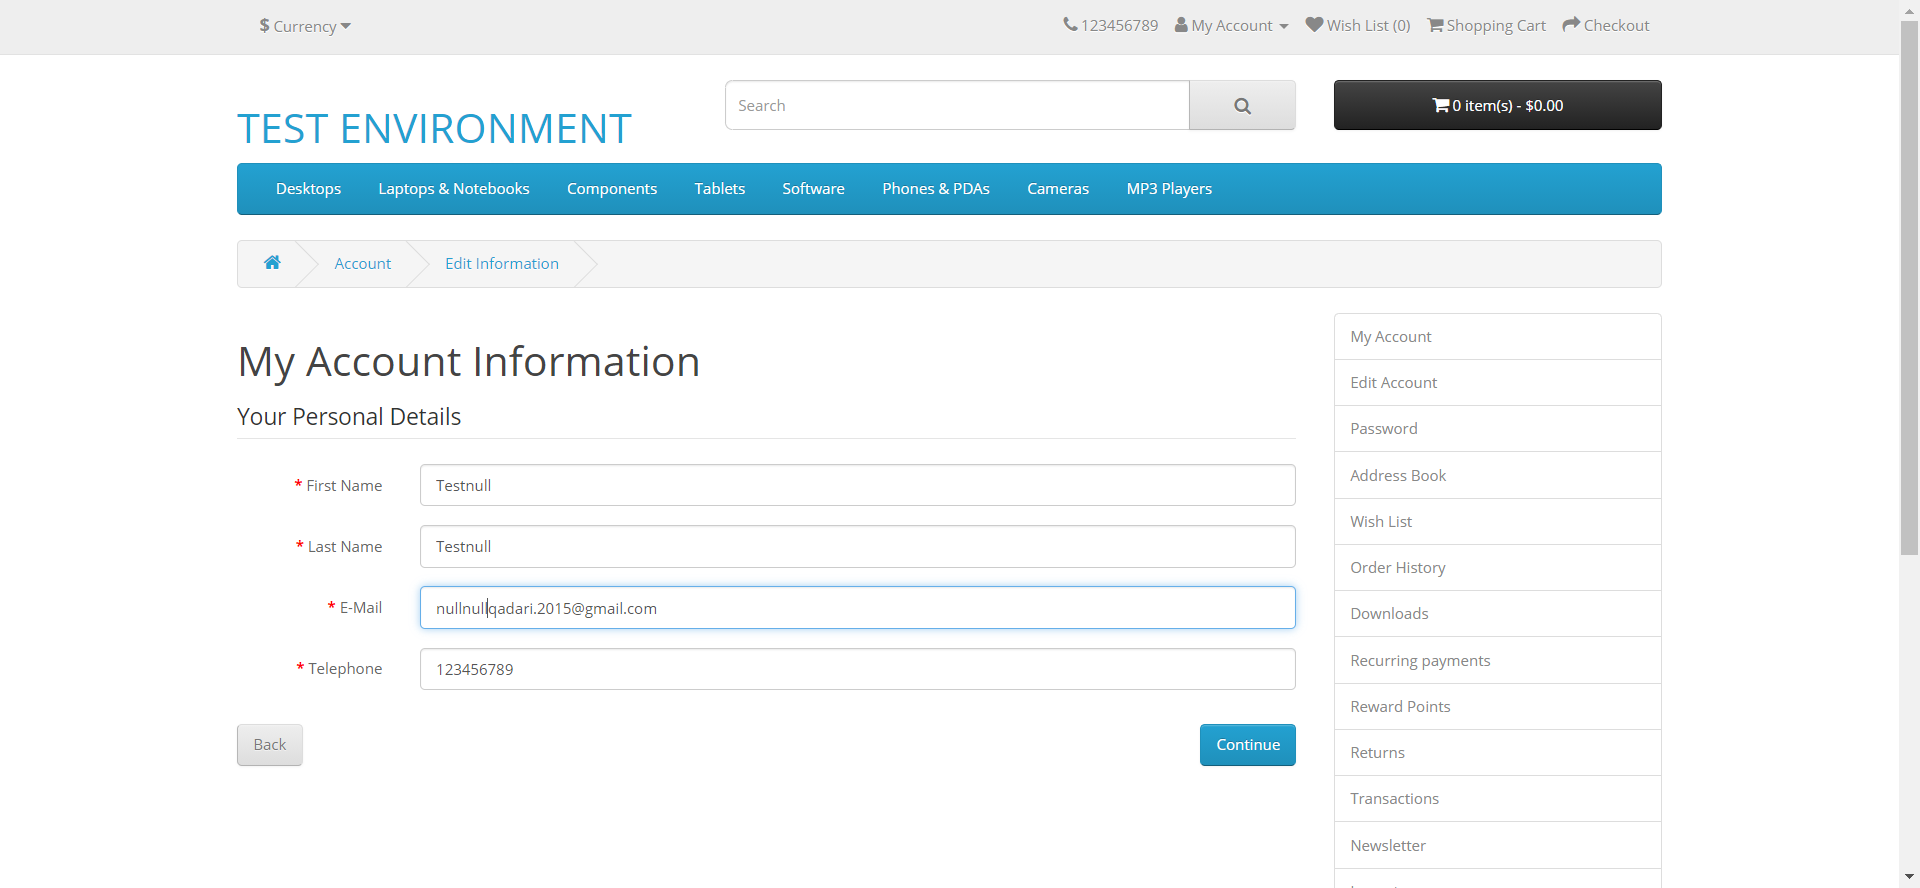 $ Currency
123456789 My Account Wish List (0) Shopping Cart Checkout
TEST ENVIRONMENT
Search
0 item(s) - $0.00
Desktops Laptops & Notebooks Components Tablets Software Phones & PDAs Cameras MP3 Players
Account Edit Information
My Account Information
Your Personal Details
* First Name Testnull
* Last Name Testnull
* E-Mail nullnullqadari.2015@gmail.com
* Telephone 123456789
Back Continue
My Account
Edit Account
Password
Address Book
Wish List
Order History
Downloads
Recurring payments
Reward Points
Returns
Transactions
Newsletter